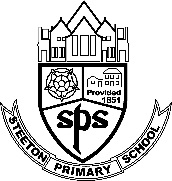 Provided
1851
sps
STEETON PRIMARY SCHOOL